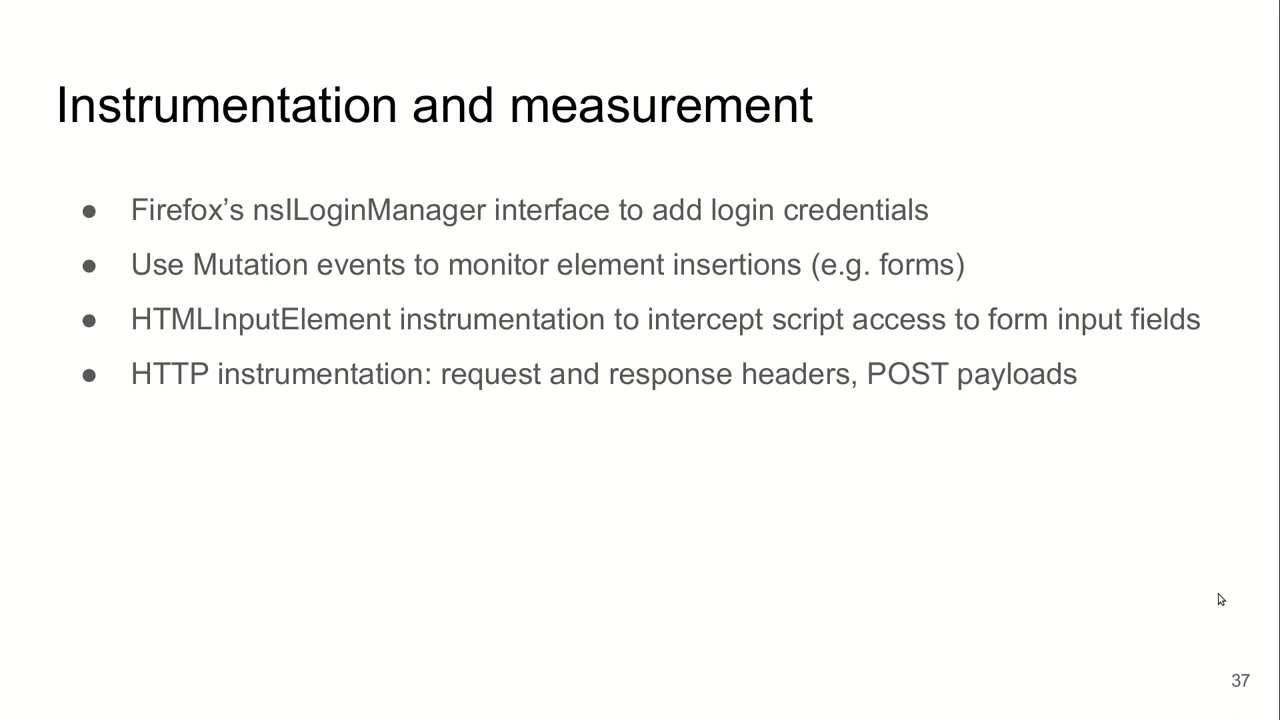 Instrumentation and measurement
● Firefox’s nsILoginManager interface to add login credentials
● Use Mutation events to monitor element insertions (e.g. forms)
● HTMLInputElement instrumentation to intercept script access to form input fields
● HTTP instrumentation: request and response headers, POST payloads
37